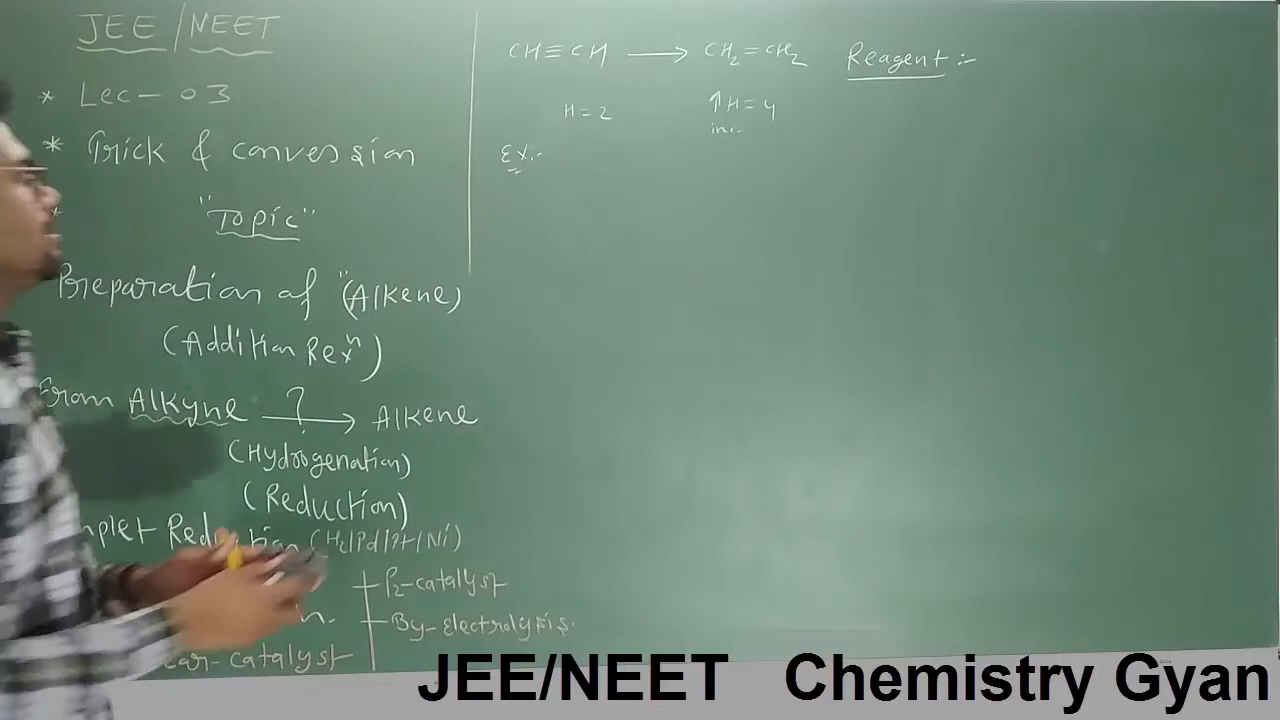 JEE/NEET
* Lec-03
* Trick & convession
*
"Topic"
Preparation of "(Alkene)
(Addition Rexⁿ)
From Alkyne ? → Alkene
(Hydrogenation)
(Reduction)
Reduction (H₂/Pd/Pt/Ni)
P₂-catalyst
By-Electrolysis.
catalyst
CH≡CH → CH₂=CH₂ Reagent:-
H=2 ↑H=4
inc.
Ex:-
JEE/NEET Chemistry Gyan